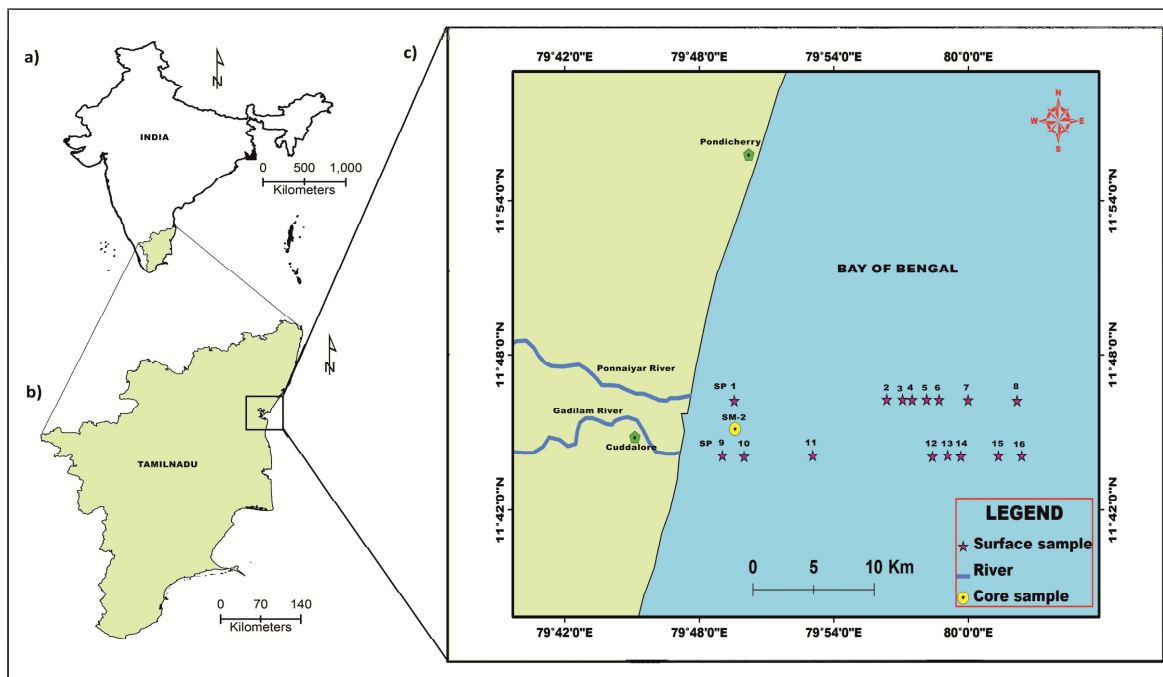 a)
N
INDIA
0 500 1,000
Kilometers
b)
N
TAMILNADU
0 70 140
Kilometers
c)
79°42'0"E 79°48'0"E 79°54'0"E 80°0'0"E
11°54'0"N 11°54'0"N
11°48'0"N 11°48'0"N
11°42'0"N 11°42'0"N
N
W E
S
Pondicherry
BAY OF BENGAL
Ponnaiyar River
SP 1 2 3 4 5 6 7 8
Gadilam River
SM-2
Cuddalore
SP 9 10 11 12 13 14 15 16
LEGEND
Surface sample
River
Core sample
0 5 10 Km
79°42'0"E 79°48'0"E 79°54'0"E 80°0'0"E